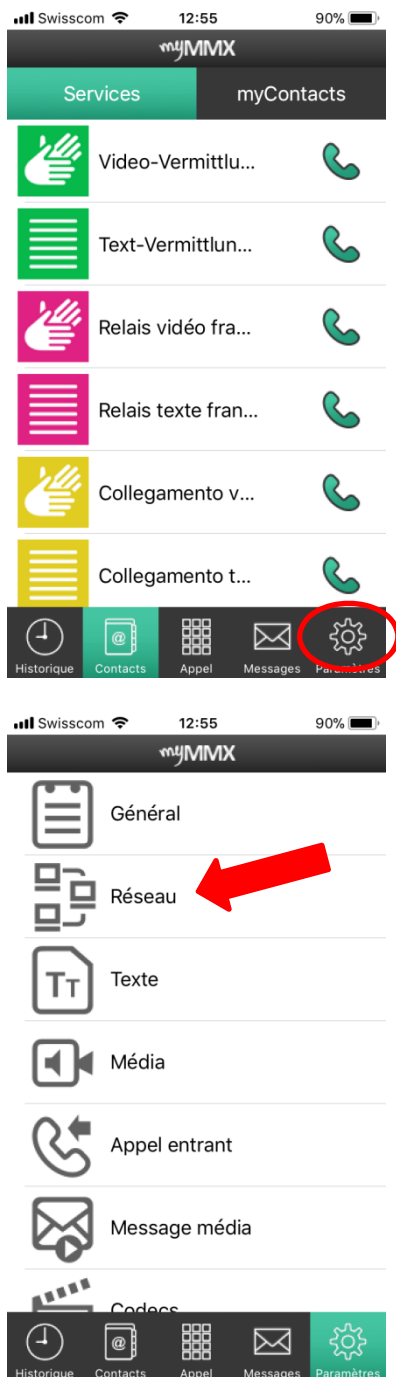 Swisscom 12:55 90%
myMMX
Services myContacts
Video-Vermittlu...
Text-Vermittlun...
Relais vidéo fra...
Relais texte fran...
Collegamento v...
Collegamento t...
@
Historique Contacts Appel Messages Paramètres
Swisscom 12:55 90%
myMMX
Général
Réseau
TT Texte
Média
Appel entrant
Message média
Codecs
@
Historique Contacts Appel Messages Paramètres